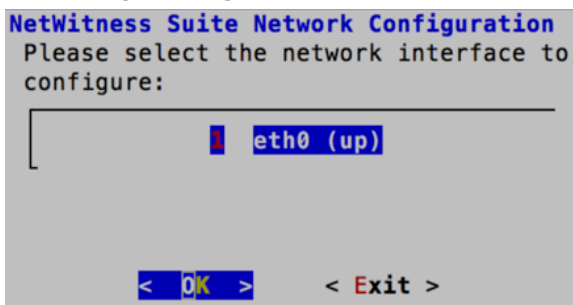 NetWitness Suite Network Configuration
Please select the network interface to
configure:
1 eth0 (up)
< OK > < Exit >